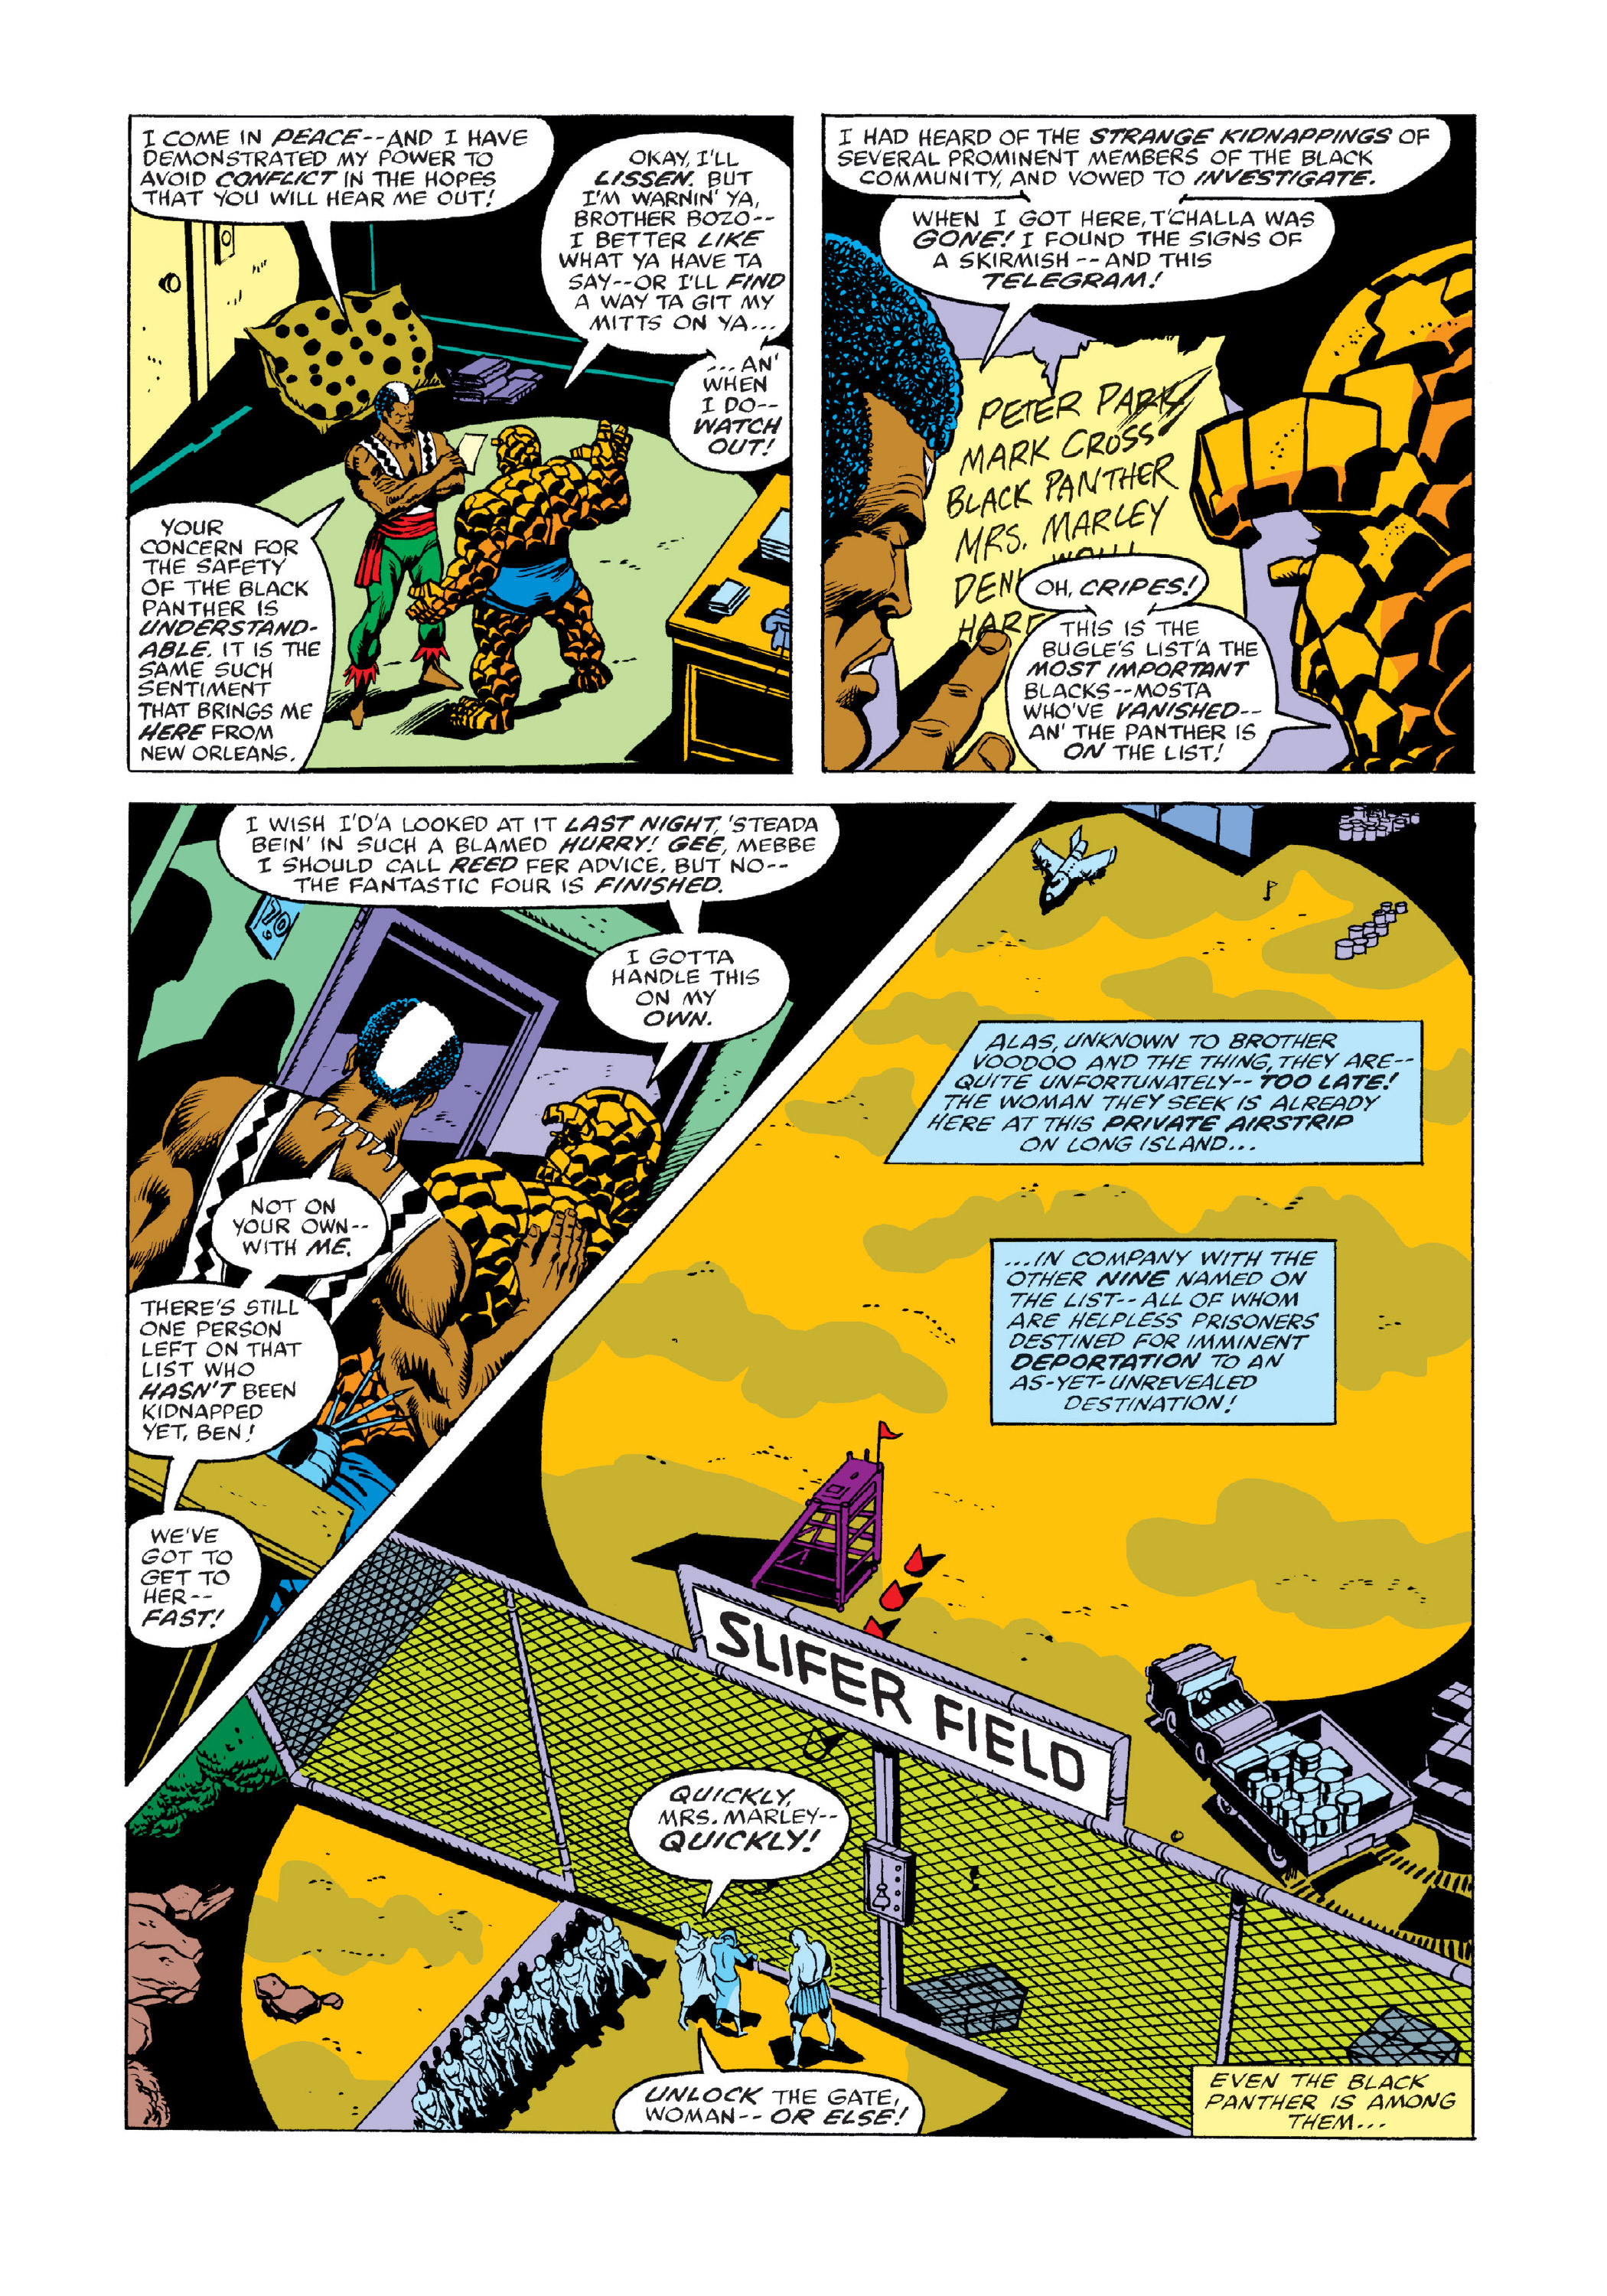 I COME IN PEACE--AND I HAVE
DEMONSTRATED MY POWER TO
AVOID CONFLICT IN THE HOPES
THAT YOU WILL HEAR ME OUT!
OKAY, I'LL
LISSEN. BUT
I'M WARNIN' YA,
BROTHER BOZO--
I BETTER LIKE
WHAT YA HAVE TA
SAY--OR I'LL FIND
A WAY TA GIT MY
MITTS ON YA...
...AN'
WHEN
I DO--
WATCH
OUT!
YOUR
CONCERN FOR
THE SAFETY
OF THE BLACK
PANTHER IS
UNDERSTAND-
ABLE. IT IS THE
SAME SUCH
SENTIMENT
THAT BRINGS ME
HERE FROM
NEW ORLEANS.
I HAD HEARD OF THE STRANGE KIDNAPPINGS OF
SEVERAL PROMINENT MEMBERS OF THE BLACK
COMMUNITY, AND VOWED TO INVESTIGATE.
WHEN I GOT HERE, T'CHALLA WAS
GONE! I FOUND THE SIGNS OF
A SKIRMISH--AND THIS
TELEGRAM!
PETER PARK
MARK CROSS
BLACK PANTHER
MRS. MARLEY
DEN
HAR
OH, CRIPES!
THIS IS THE
BUGLE'S LIST'A THE
MOST IMPORTANT
BLACKS--MOSTA
WHO'VE VANISHED--
AN' THE PANTHER IS
ON THE LIST!
I WISH I'D'A LOOKED AT IT LAST NIGHT, 'STEADA
BEIN' IN SUCH A BLAMED HURRY! GEE, MEBBE
I SHOULD CALL REED FER ADVICE. BUT NO--
THE FANTASTIC FOUR IS FINISHED.
I GOTTA
HANDLE THIS
ON MY
OWN.
NOT ON
YOUR OWN--
WITH ME.
THERE'S STILL
ONE PERSON
LEFT ON THAT
LIST WHO
HASN'T BEEN
KIDNAPPED
YET, BEN!
WE'VE
GOT TO
GET TO
HER--
FAST!
ALAS, UNKNOWN TO BROTHER
VOODOO AND THE THING, THEY ARE--
QUITE UNFORTUNATELY--TOO LATE!
THE WOMAN THEY SEEK IS ALREADY
HERE AT THIS PRIVATE AIRSTRIP
ON LONG ISLAND...
...IN COMPANY WITH THE
OTHER NINE NAMED ON
THE LIST--ALL OF WHOM
ARE HELPLESS PRISONERS
DESTINED FOR IMMINENT
DEPORTATION TO AN
AS-YET-UNREVEALED
DESTINATION!
SLIFER FIELD
QUICKLY,
MRS. MARLEY--
QUICKLY!
UNLOCK THE GATE,
WOMAN--OR ELSE!
EVEN THE BLACK
PANTHER IS AMONG
THEM...